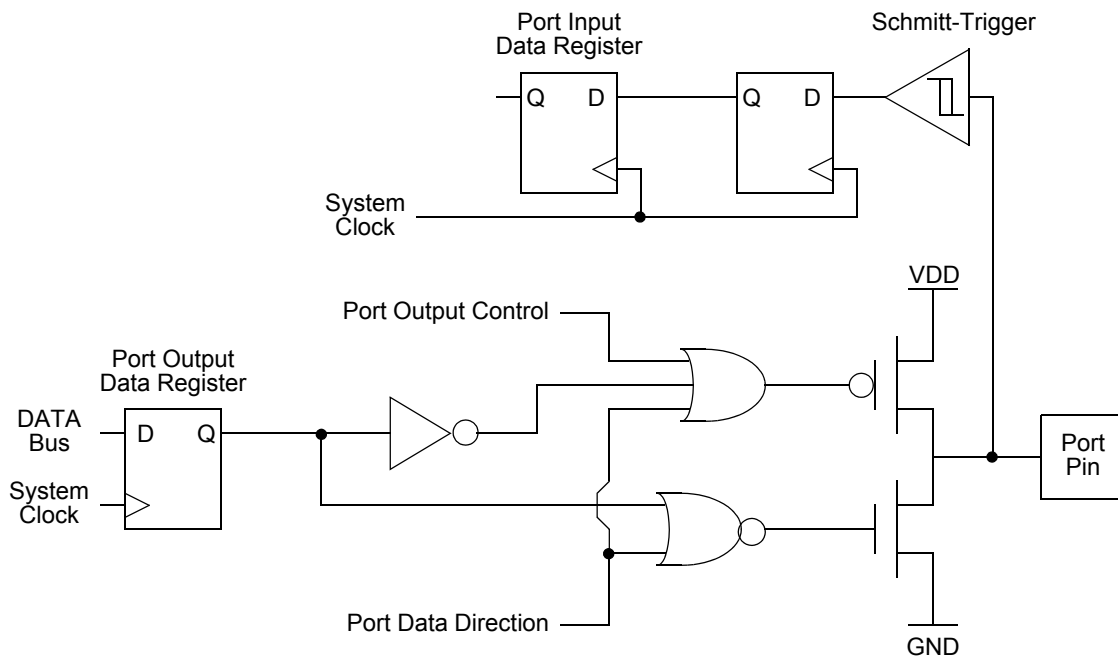 Port Input
Data Register
Schmitt-Trigger
Q
D
Q
D
System
Clock
VDD
Port Output Control
Port Output
Data Register
DATA
Bus
D
Q
System
Clock
Port
Pin
Port Data Direction
GND